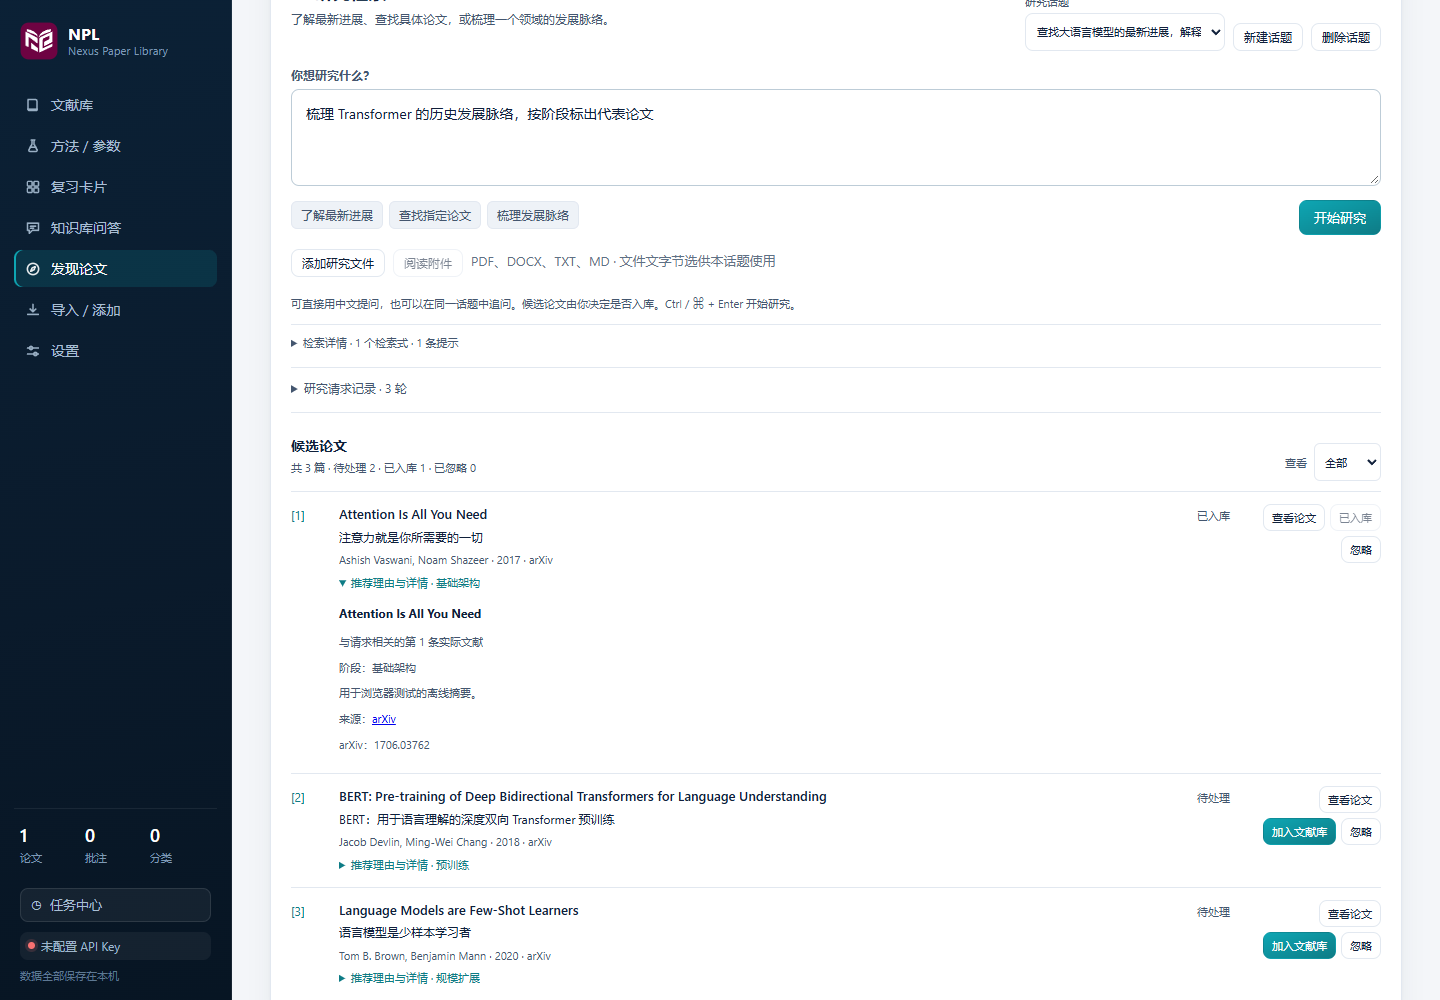 NPL
Nexus Paper Library
文献库
方法 / 参数
复习卡片
知识库问答
发现论文
导入 / 添加
设置
1
论文
0
批注
0
分类
任务中心
未配置 API Key
数据全部保存在本机
了解最新进展、查找具体论文，或梳理一个领域的发展脉络。
研究话题
查找大语言模型的最新进展，解释
新建话题
删除话题
你想研究什么?
梳理 Transformer 的历史发展脉络，按阶段标出代表论文
了解最新进展
查找指定论文
梳理发展脉络
开始研究
添加研究文件
阅读附件
PDF、DOCX、TXT、MD · 文件文字节选供本话题使用
可直接用中文提问，也可以在同一话题中追问。候选论文由你决定是否入库。Ctrl / ⌘ + Enter 开始研究。
检索详情 · 1 个检索式 · 1 条提示
研究请求记录 · 3 轮
候选论文
共 3 篇 · 待处理 2 · 已入库 1 · 已忽略 0
查看
全部
[1]
Attention Is All You Need
注意力就是你所需要的一切
Ashish Vaswani, Noam Shazeer · 2017 · arXiv
推荐理由与详情 · 基础架构
已入库
查看论文
已入库
忽略
Attention Is All You Need
与请求相关的第 1 条实际文献
阶段：基础架构
用于浏览器测试的离线摘要。
来源：arXiv
arXiv：1706.03762
[2]
BERT: Pre-training of Deep Bidirectional Transformers for Language Understanding
BERT：用于语言理解的深度双向 Transformer 预训练
Jacob Devlin, Ming-Wei Chang · 2018 · arXiv
推荐理由与详情 · 预训练
待处理
查看论文
加入文献库
忽略
[3]
Language Models are Few-Shot Learners
语言模型是少样本学习者
Tom B. Brown, Benjamin Mann · 2020 · arXiv
推荐理由与详情 · 规模扩展
待处理
查看论文
加入文献库
忽略